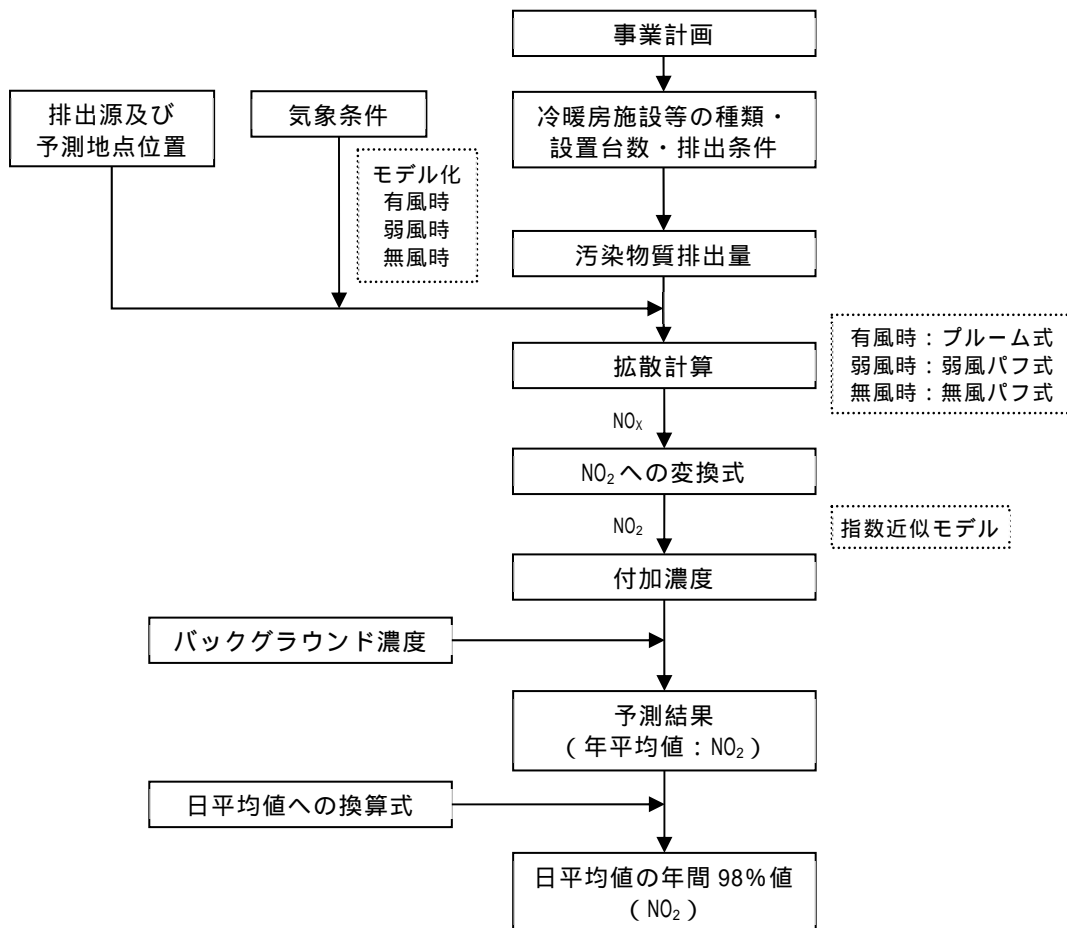 事業計画
排出源及び
予測地点位置
気象条件
冷暖房施設等の種類・
設置台数・排出条件
モデル化
有風時
弱風時
無風時
汚染物質排出量
有風時：プルーム式
弱風時：弱風パフ式
無風時：無風パフ式
拡散計算
NOX
NO2への変換式
NO2
指数近似モデル
付加濃度
バックグラウンド濃度
予測結果
（年平均値：NO2）
日平均値への換算式
日平均値の年間98%値
（NO2）